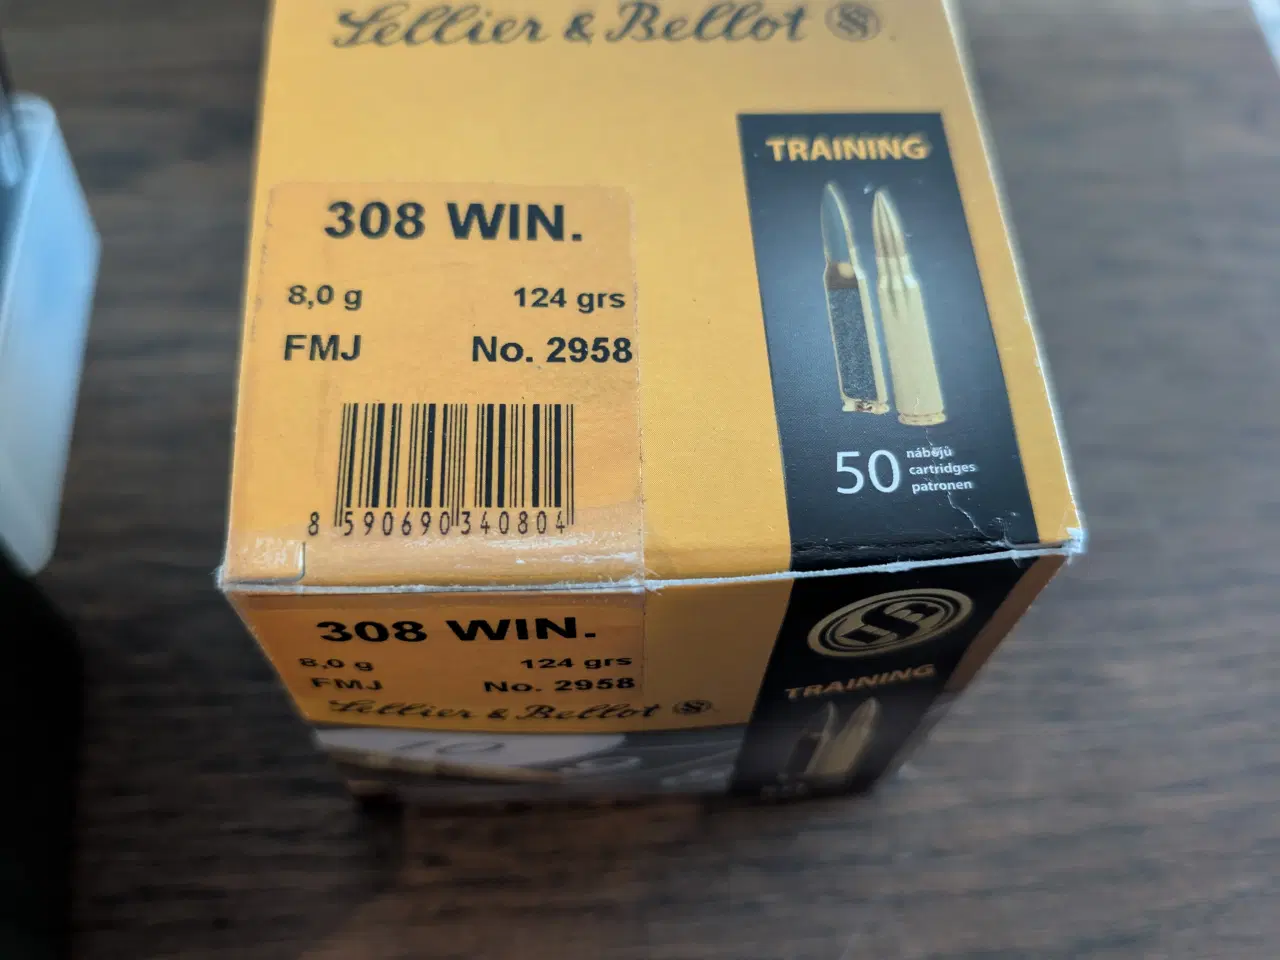 Sellier & Bellot
TRAINING
308 WIN.
8,0 g 124 grs
FMJ No. 2958
8 590690 340804
50 nábojů
cartridges
patronen
308 WIN.
8,0 g 124 grs
FMJ No. 2958
Sellier & Bellot
TRAINING